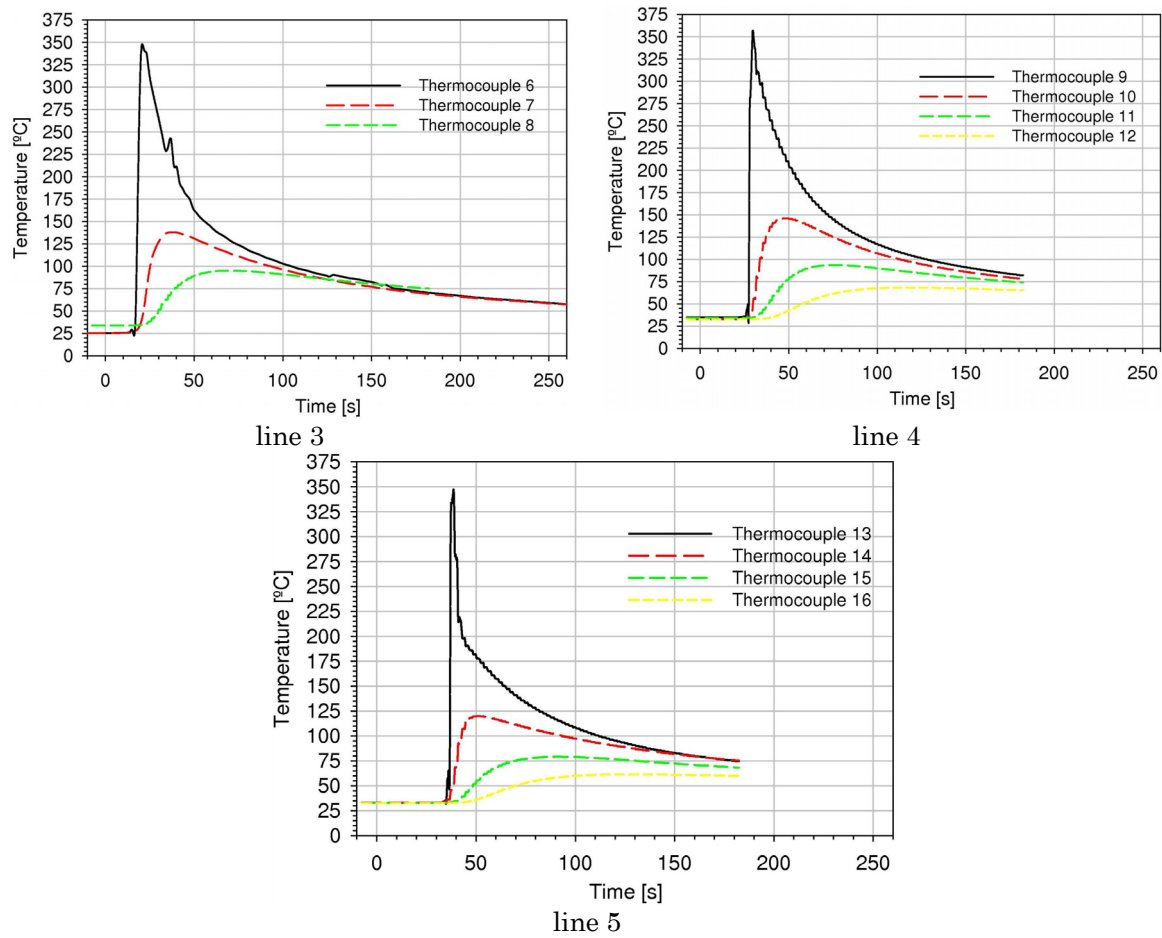 Temperature [ºC]
375
350
325
300
275
250
225
200
175
150
125
100
75
50
25
0
Thermocouple 6
Thermocouple 7
Thermocouple 8
0 50 100 150 200 250
Time [s]
line 3
Temperature [ºC]
375
350
325
300
275
250
225
200
175
150
125
100
75
50
25
0
Thermocouple 9
Thermocouple 10
Thermocouple 11
Thermocouple 12
0 50 100 150 200 250
Time [s]
line 4
Temperature [ºC]
375
350
325
300
275
250
225
200
175
150
125
100
75
50
25
0
Thermocouple 13
Thermocouple 14
Thermocouple 15
Thermocouple 16
0 50 100 150 200 250
Time [s]
line 5